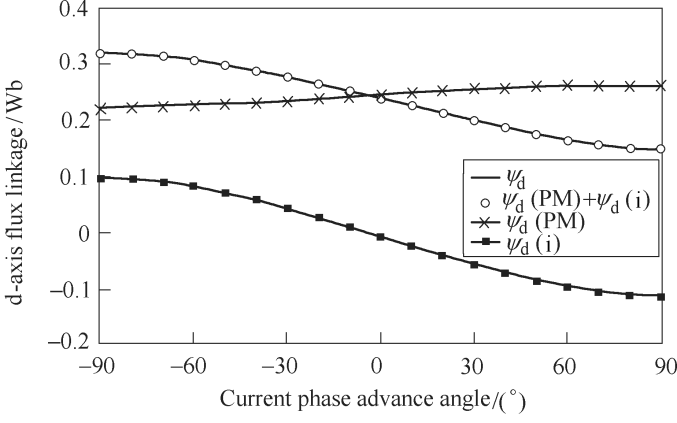 0.4
0.3
0.2
0.1
0
−0.1
−0.2
d-axis flux linkage/Wb
ψd
ψd (PM)+ψd (i)
ψd (PM)
ψd (i)
−90 −60 −30 0 30 60 90
Current phase advance angle/(°)